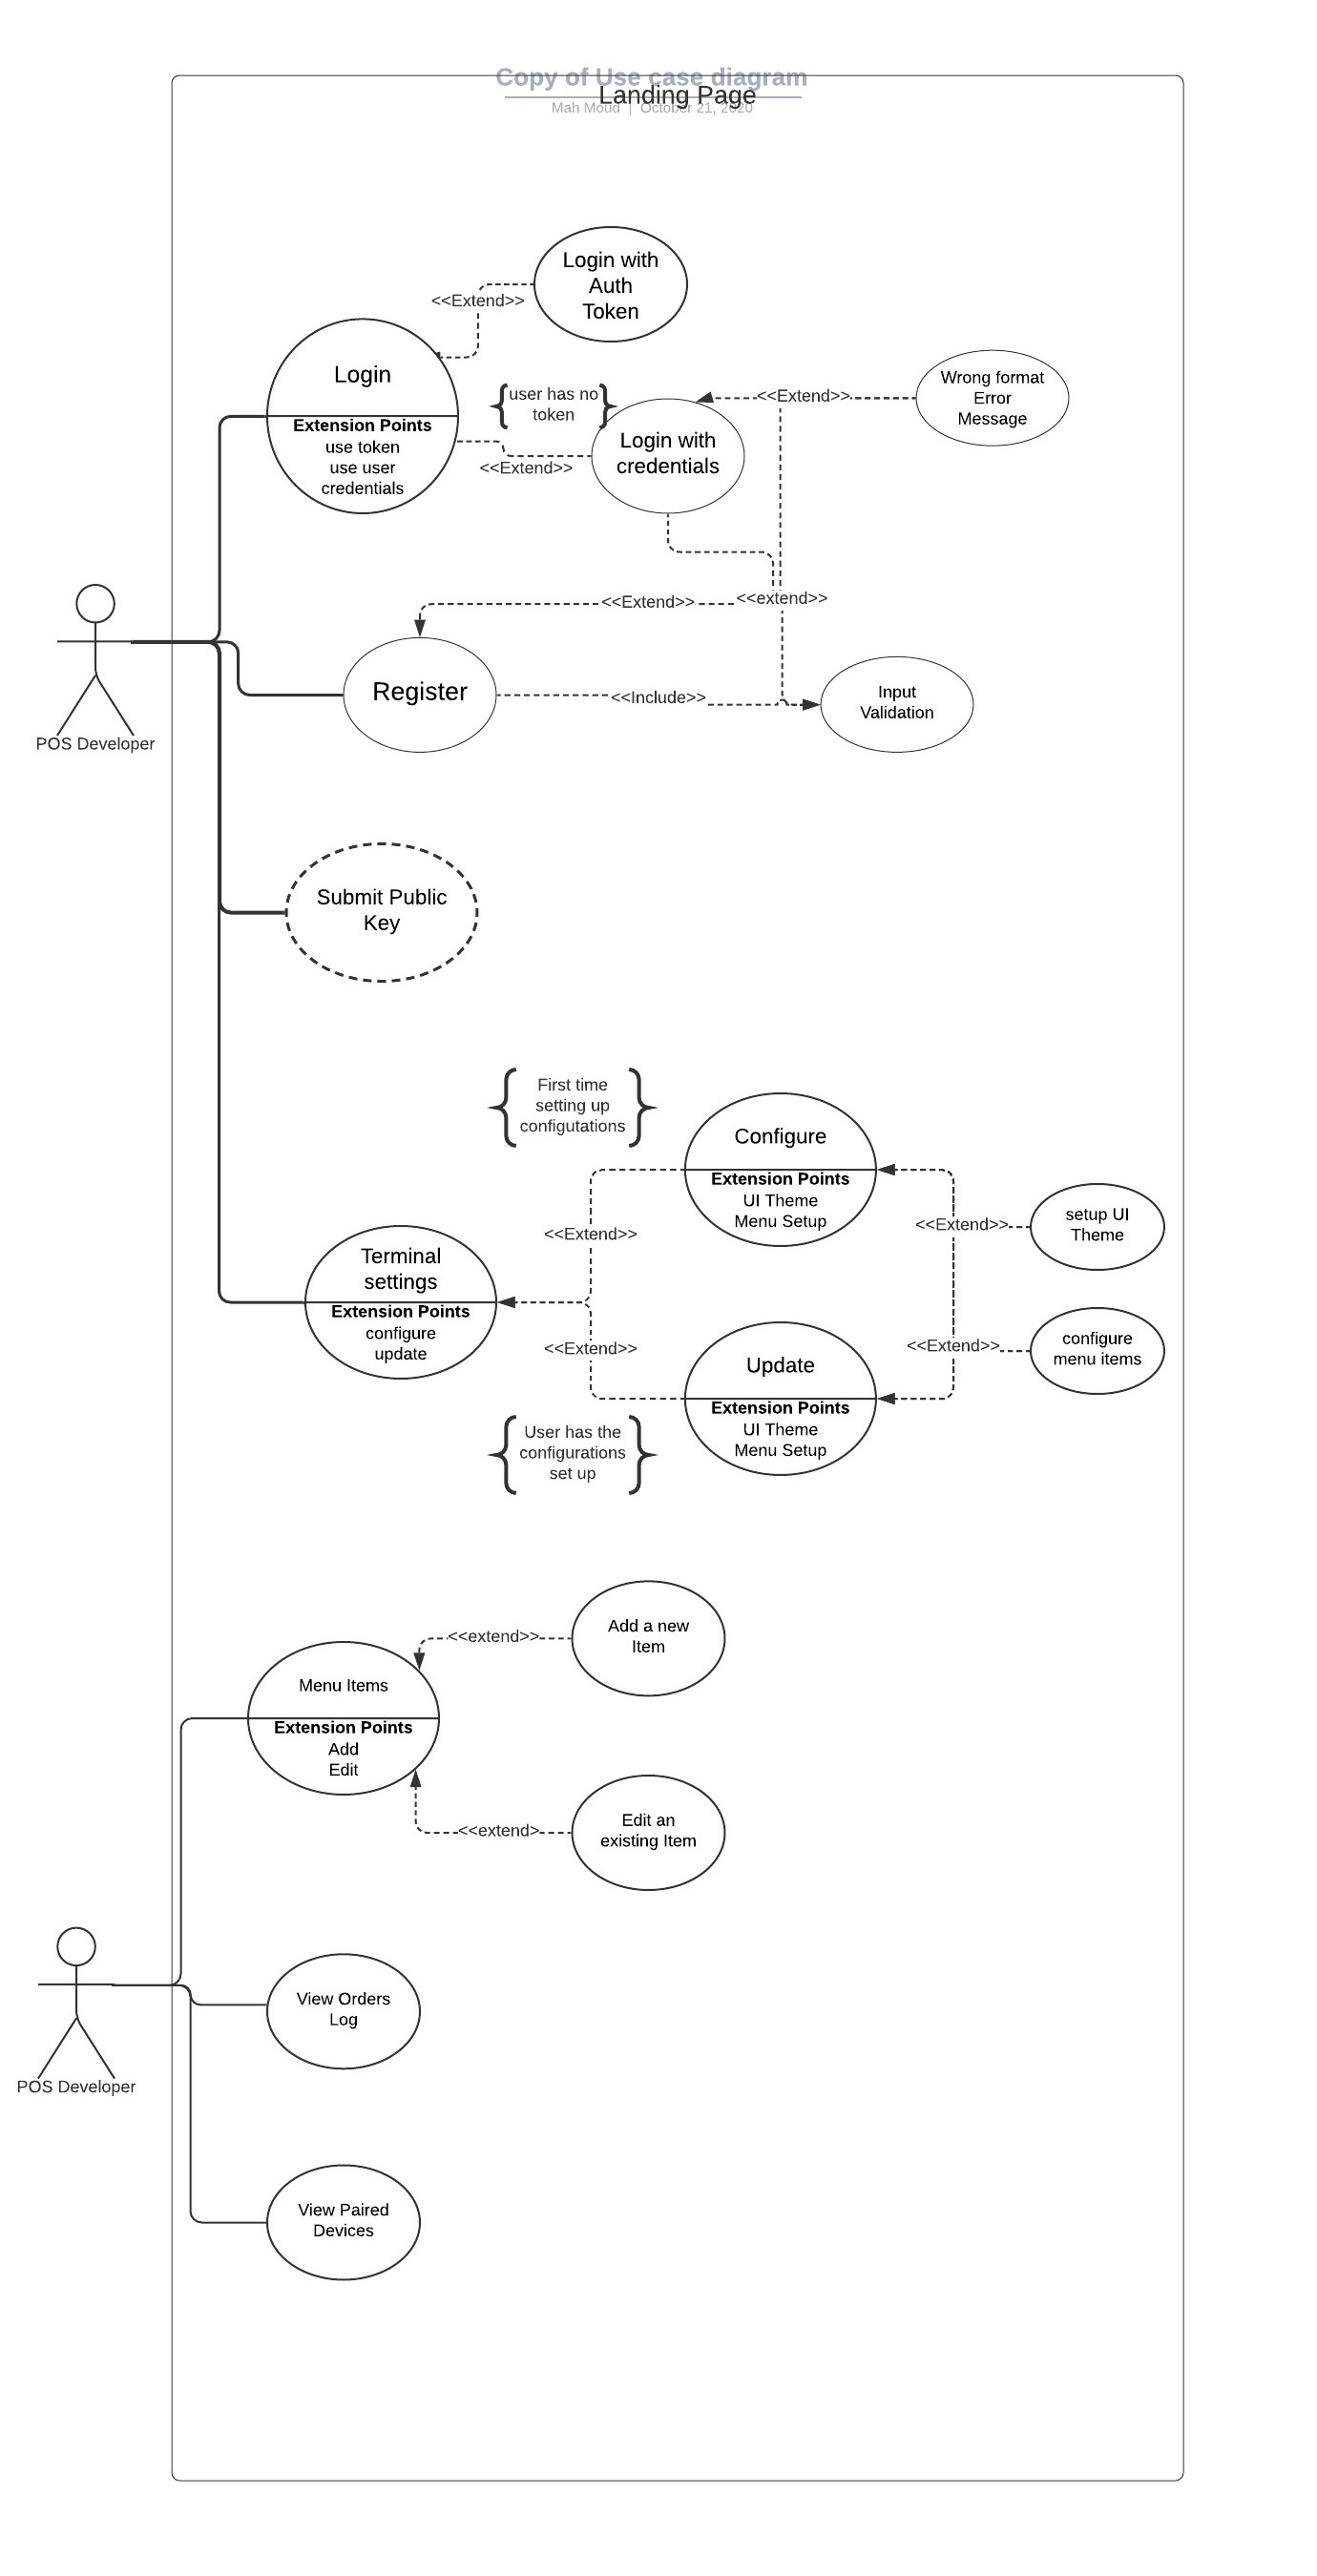 Copy of Use case diagram
Landing Page
Mah Moud | October 21, 2020
Login with
Auth
Token
<<Extend>>
Login
Extension Points
use token
use user
credentials
user has no
token
<<Extend>>
Login with
credentials
<<Extend>>
Wrong format
Error
Message
<<Extend>>
<<extend>>
Register
<<Include>>
Input
Validation
POS Developer
Submit Public
Key
First time
setting up
configutations
Configure
Extension Points
UI Theme
Menu Setup
<<Extend>>
<<Extend>>
setup UI
Theme
Terminal
settings
Extension Points
configure
update
<<Extend>>
<<Extend>>
configure
menu items
Update
Extension Points
UI Theme
Menu Setup
User has the
configurations
set up
Add a new
Item
<<extend>>
Menu Items
Extension Points
Add
Edit
<<extend>
Edit an
existing Item
View Orders
Log
POS Developer
View Paired
Devices